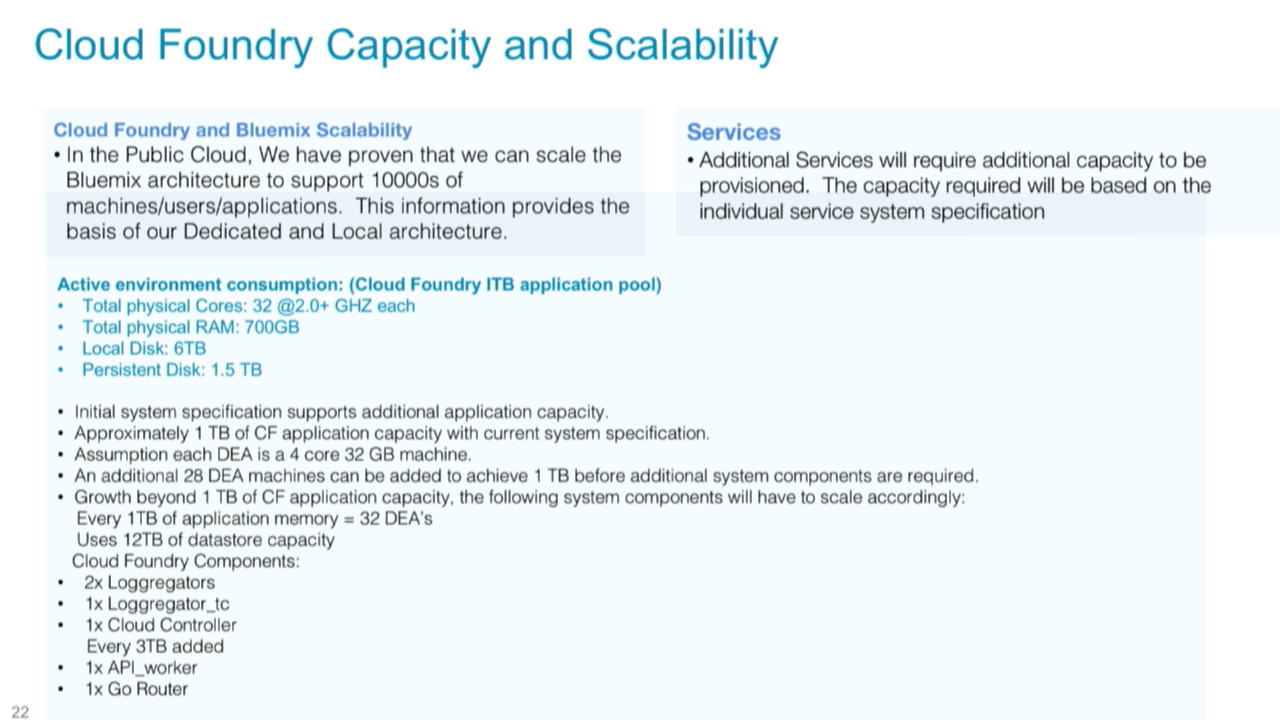 Cloud Foundry Capacity and Scalability
Cloud Foundry and Bluemix Scalability
• In the Public Cloud, We have proven that we can scale the
Bluemix architecture to support 10000s of
machines/users/applications. This information provides the
basis of our Dedicated and Local architecture.
Services
• Additional Services will require additional capacity to be
provisioned. The capacity required will be based on the
individual service system specification
Active environment consumption: (Cloud Foundry ITB application pool)
• Total physical Cores: 32 @2.0+ GHZ each
• Total physical RAM: 700GB
• Local Disk: 6TB
• Persistent Disk: 1.5 TB
• Initial system specification supports additional application capacity.
• Approximately 1 TB of CF application capacity with current system specification.
• Assumption each DEA is a 4 core 32 GB machine.
• An additional 28 DEA machines can be added to achieve 1 TB before additional system components are required.
• Growth beyond 1 TB of CF application capacity, the following system components will have to scale accordingly:
Every 1TB of application memory = 32 DEA's
Uses 12TB of datastore capacity
Cloud Foundry Components:
• 2x Loggregators
• 1x Loggregator_tc
• 1x Cloud Controller
Every 3TB added
• 1x API_worker
• 1x Go Router
22